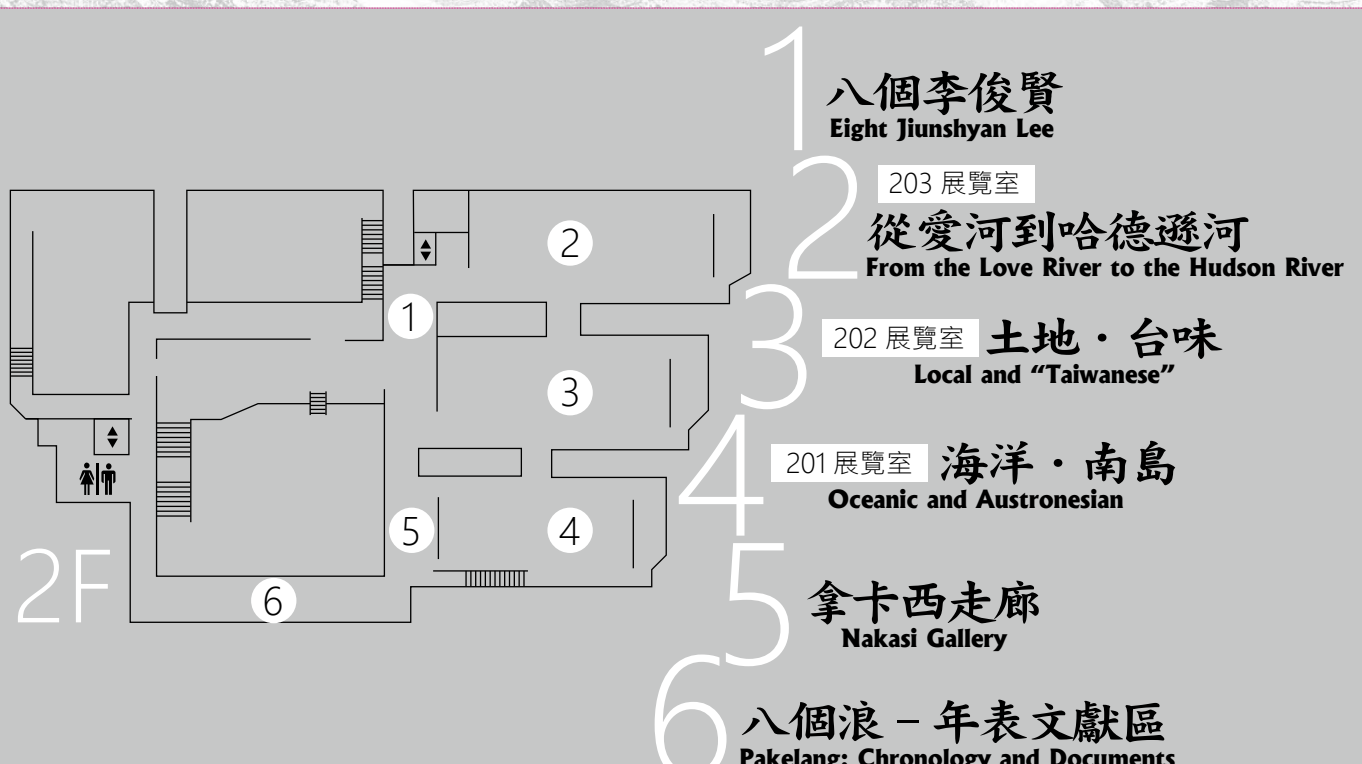 1
八個李俊賢
Eight Jiunshyan Lee
2
203 展覽室
從愛河到哈德遜河
From the Love River to the Hudson River
3
202 展覽室 土地・台味
Local and “Taiwanese”
4
201 展覽室 海洋・南島
Oceanic and Austronesian
5
拿卡西走廊
Nakasi Gallery
6
八個浪－年表文獻區
Pakelang: Chronology and Documents
2
1
3
5
4
6
2F